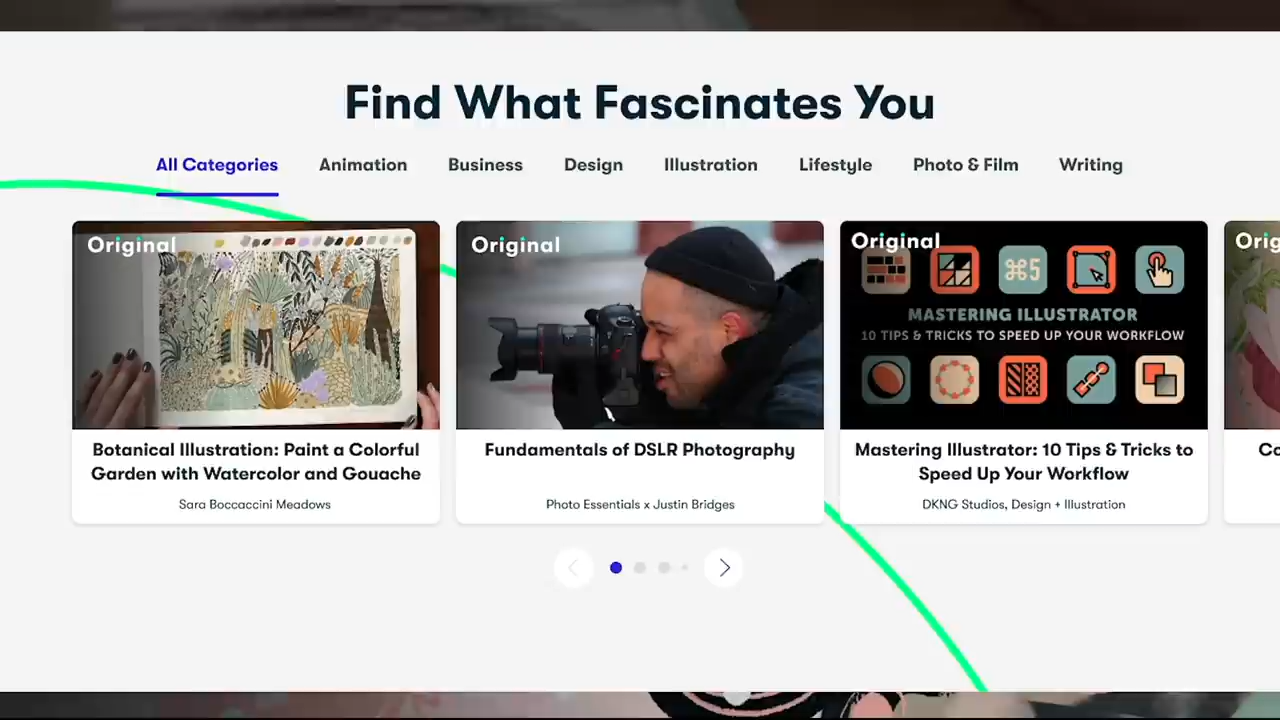 Find What Fascinates You
All Categories Animation Business Design Illustration Lifestyle Photo & Film Writing
Original
Botanical Illustration: Paint a Colorful
Garden with Watercolor and Gouache
Sara Boccaccini Meadows
Original
Fundamentals of DSLR Photography
Photo Essentials x Justin Bridges
Original
⌘5
MASTERING ILLUSTRATOR
10 TIPS & TRICKS TO SPEED UP YOUR WORKFLOW
Mastering Illustrator: 10 Tips & Tricks to
Speed Up Your Workflow
DKNG Studios, Design + Illustration
Orig
Co